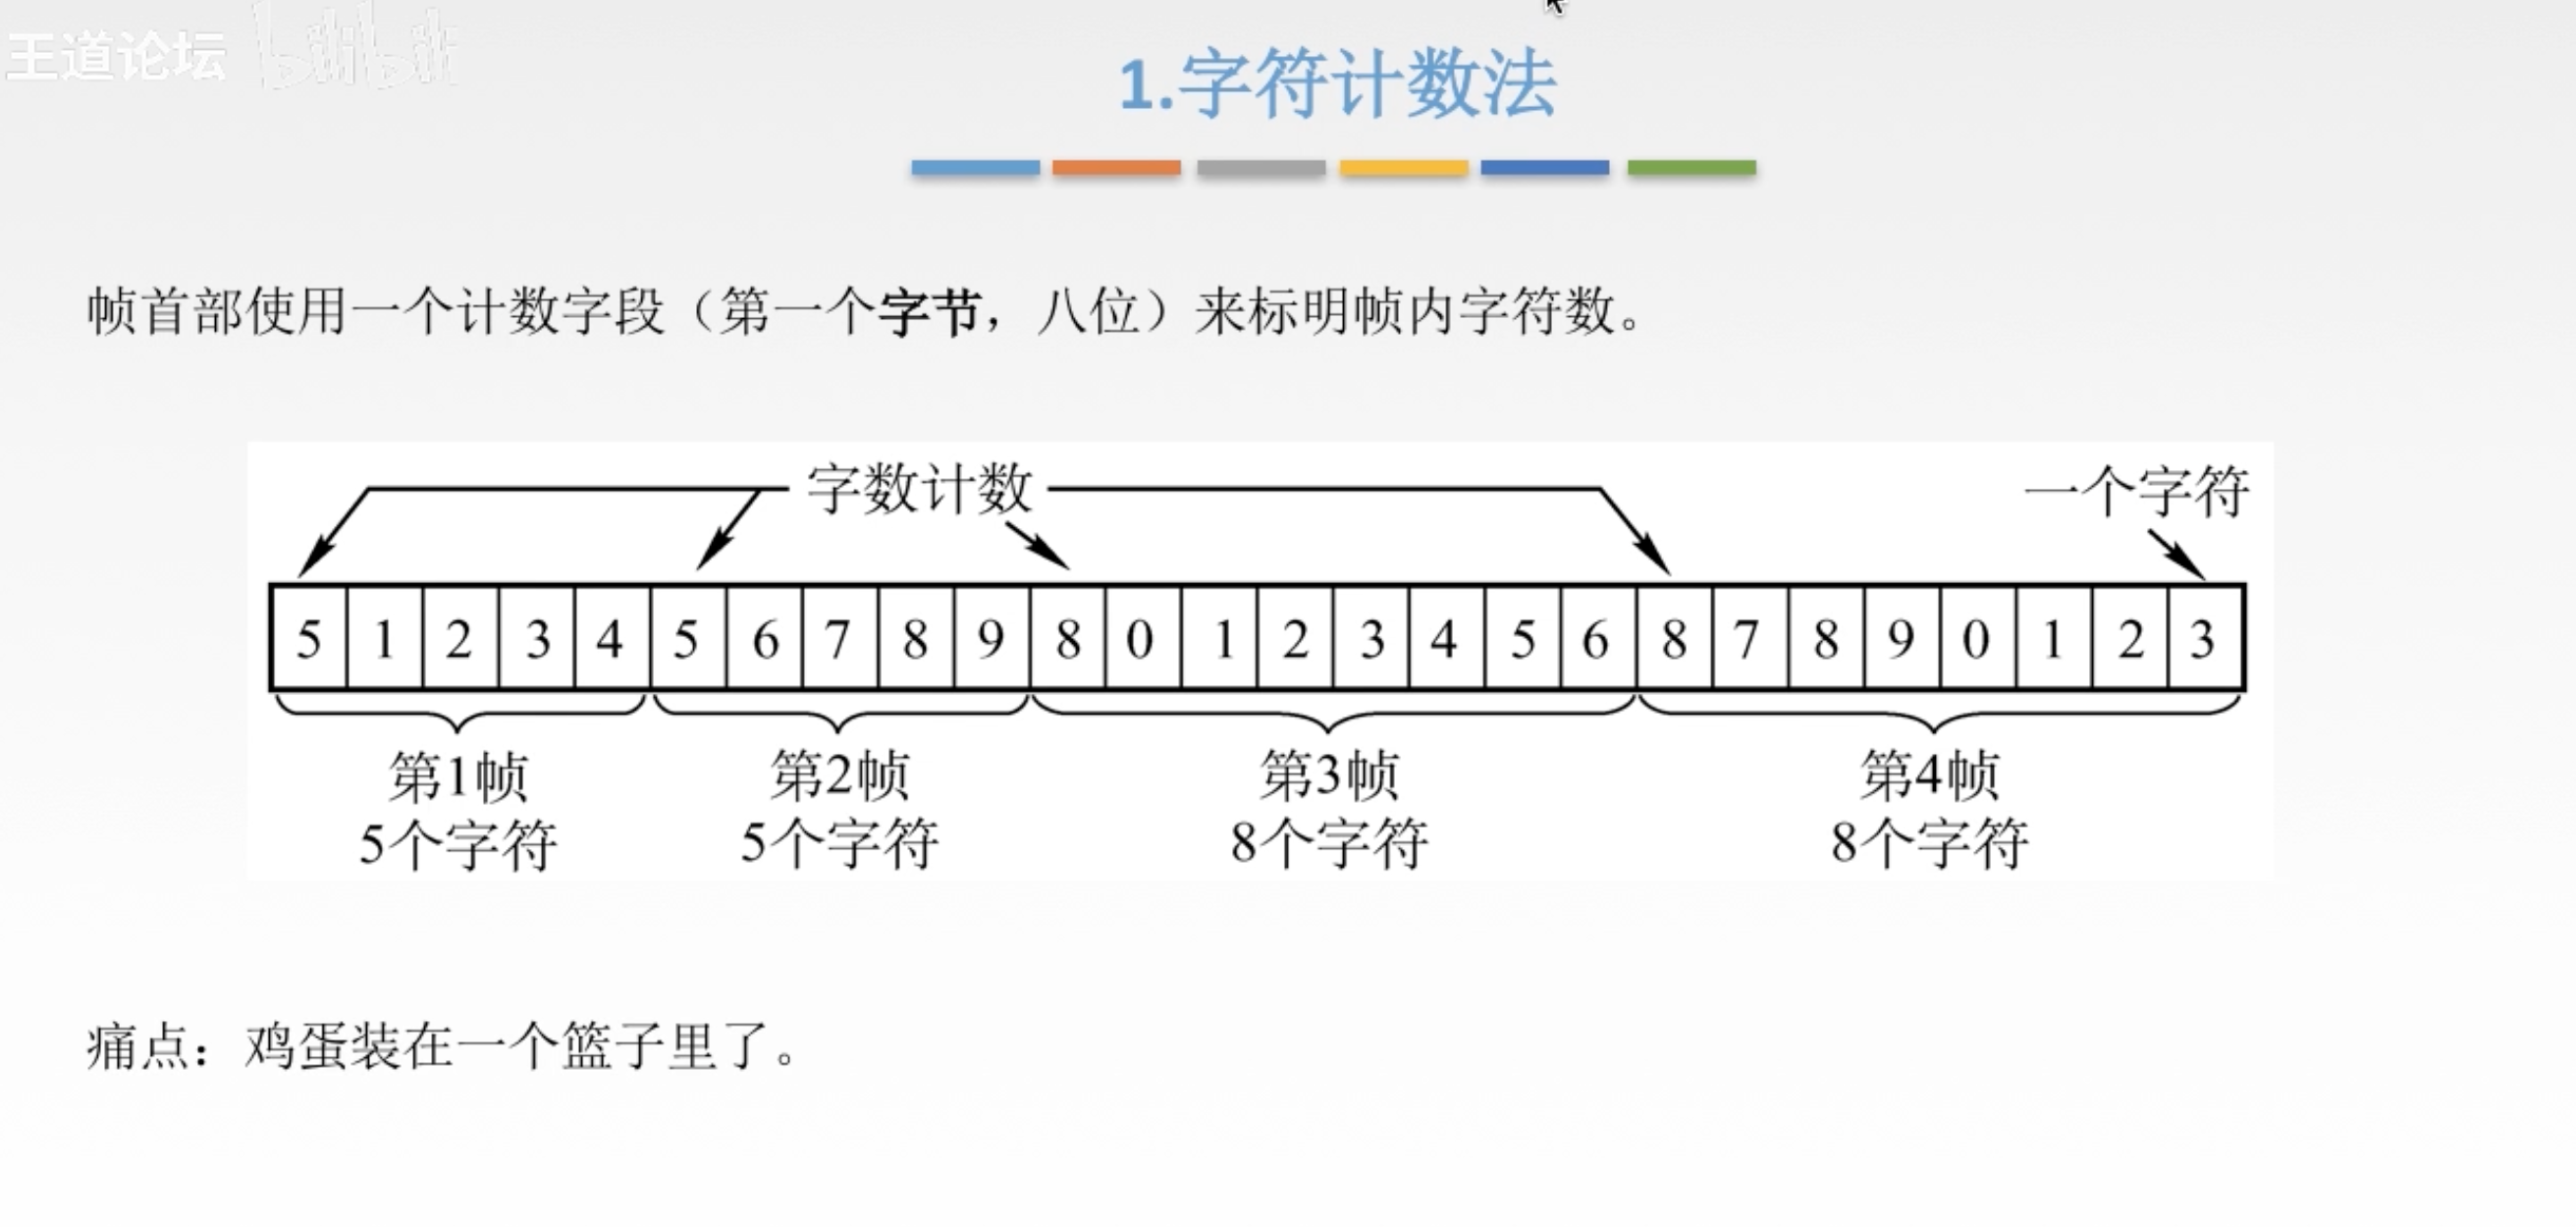 王道论坛 bilibili
1.字符计数法
帧首部使用一个计数字段（第一个字节，八位）来标明帧内字符数。
字数计数 一个字符
5 1 2 3 4 5 6 7 8 9 8 0 1 2 3 4 5 6 8 7 8 9 0 1 2 3
第1帧 第2帧 第3帧 第4帧
5个字符 5个字符 8个字符 8个字符
痛点：鸡蛋装在一个篮子里了。